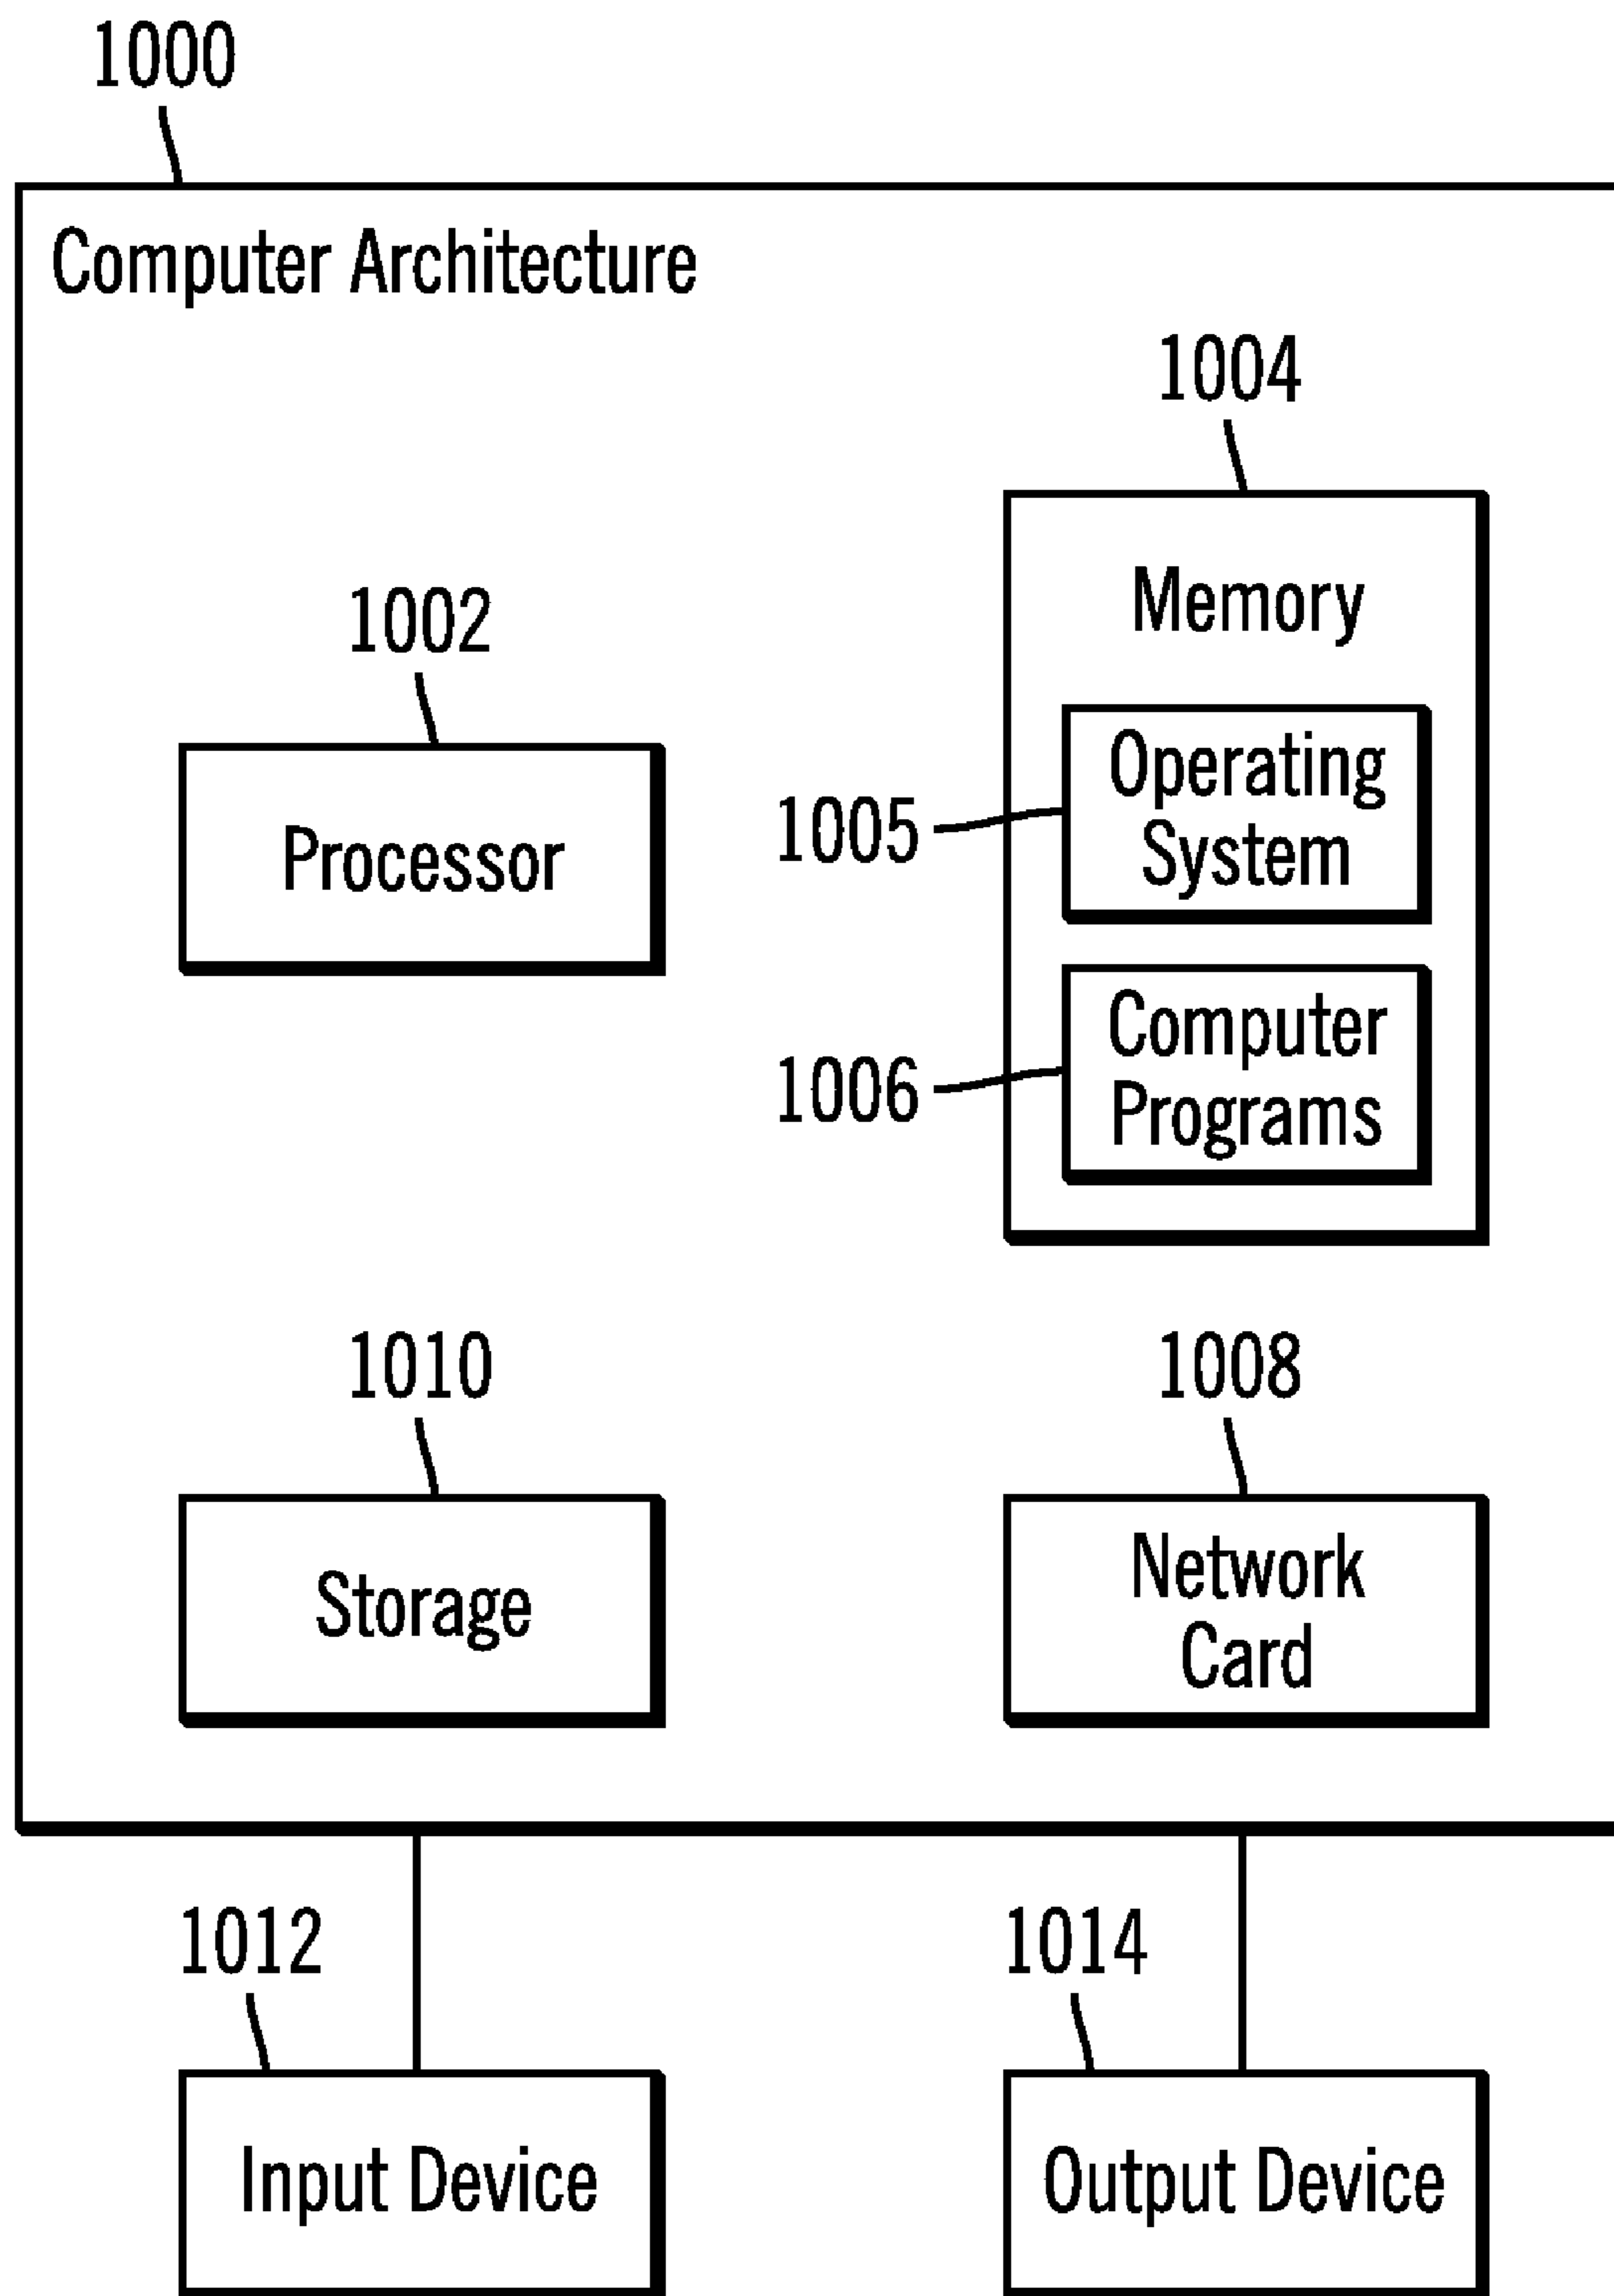 1000
Computer Architecture
1004
Memory
1002
Processor
Operating
System
1005
Computer
Programs
1006
1010
Storage
1008
Network
Card
1012
Input Device
1014
Output Device